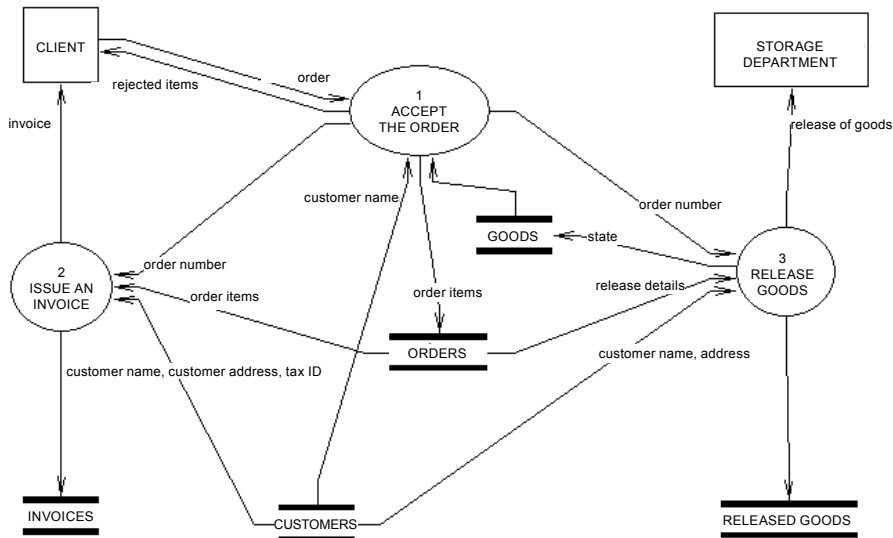 CLIENT
STORAGE
DEPARTMENT
order
rejected items
1
ACCEPT
THE ORDER
invoice
release of goods
customer name
order number
GOODS
state
2
ISSUE AN
INVOICE
order number
order items
order items
release details
3
RELEASE
GOODS
ORDERS
customer name, customer address, tax ID
customer name, address
INVOICES
CUSTOMERS
RELEASED GOODS